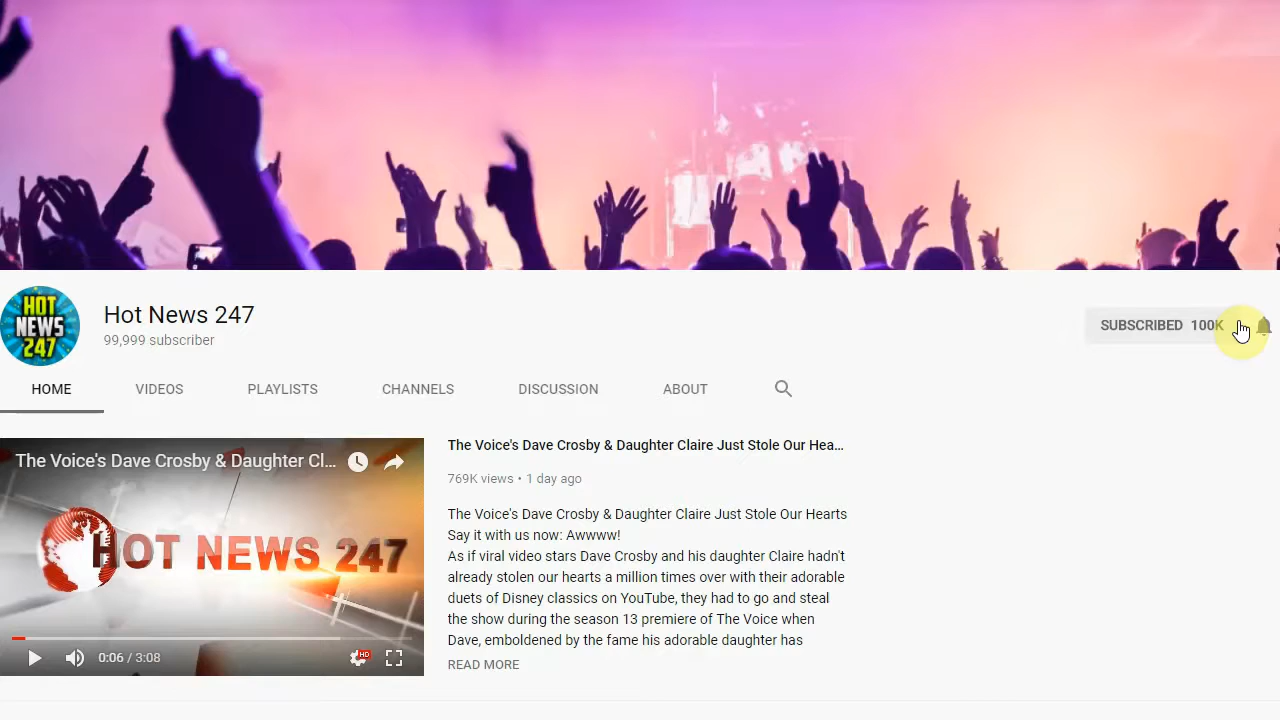 HOT
NEWS
247
Hot News 247
99,999 subscriber
SUBSCRIBED 100K
HOME VIDEOS PLAYLISTS CHANNELS DISCUSSION ABOUT
The Voice's Dave Crosby & Daughter Cl...
HOT NEWS 247
0:06 / 3:08
HD
The Voice's Dave Crosby & Daughter Claire Just Stole Our Hea...
769K views • 1 day ago
The Voice's Dave Crosby & Daughter Claire Just Stole Our Hearts
Say it with us now: Awwww!
As if viral video stars Dave Crosby and his daughter Claire hadn't
already stolen our hearts a million times over with their adorable
duets of Disney classics on YouTube, they had to go and steal
the show during the season 13 premiere of The Voice when
Dave, emboldened by the fame his adorable daughter has
READ MORE